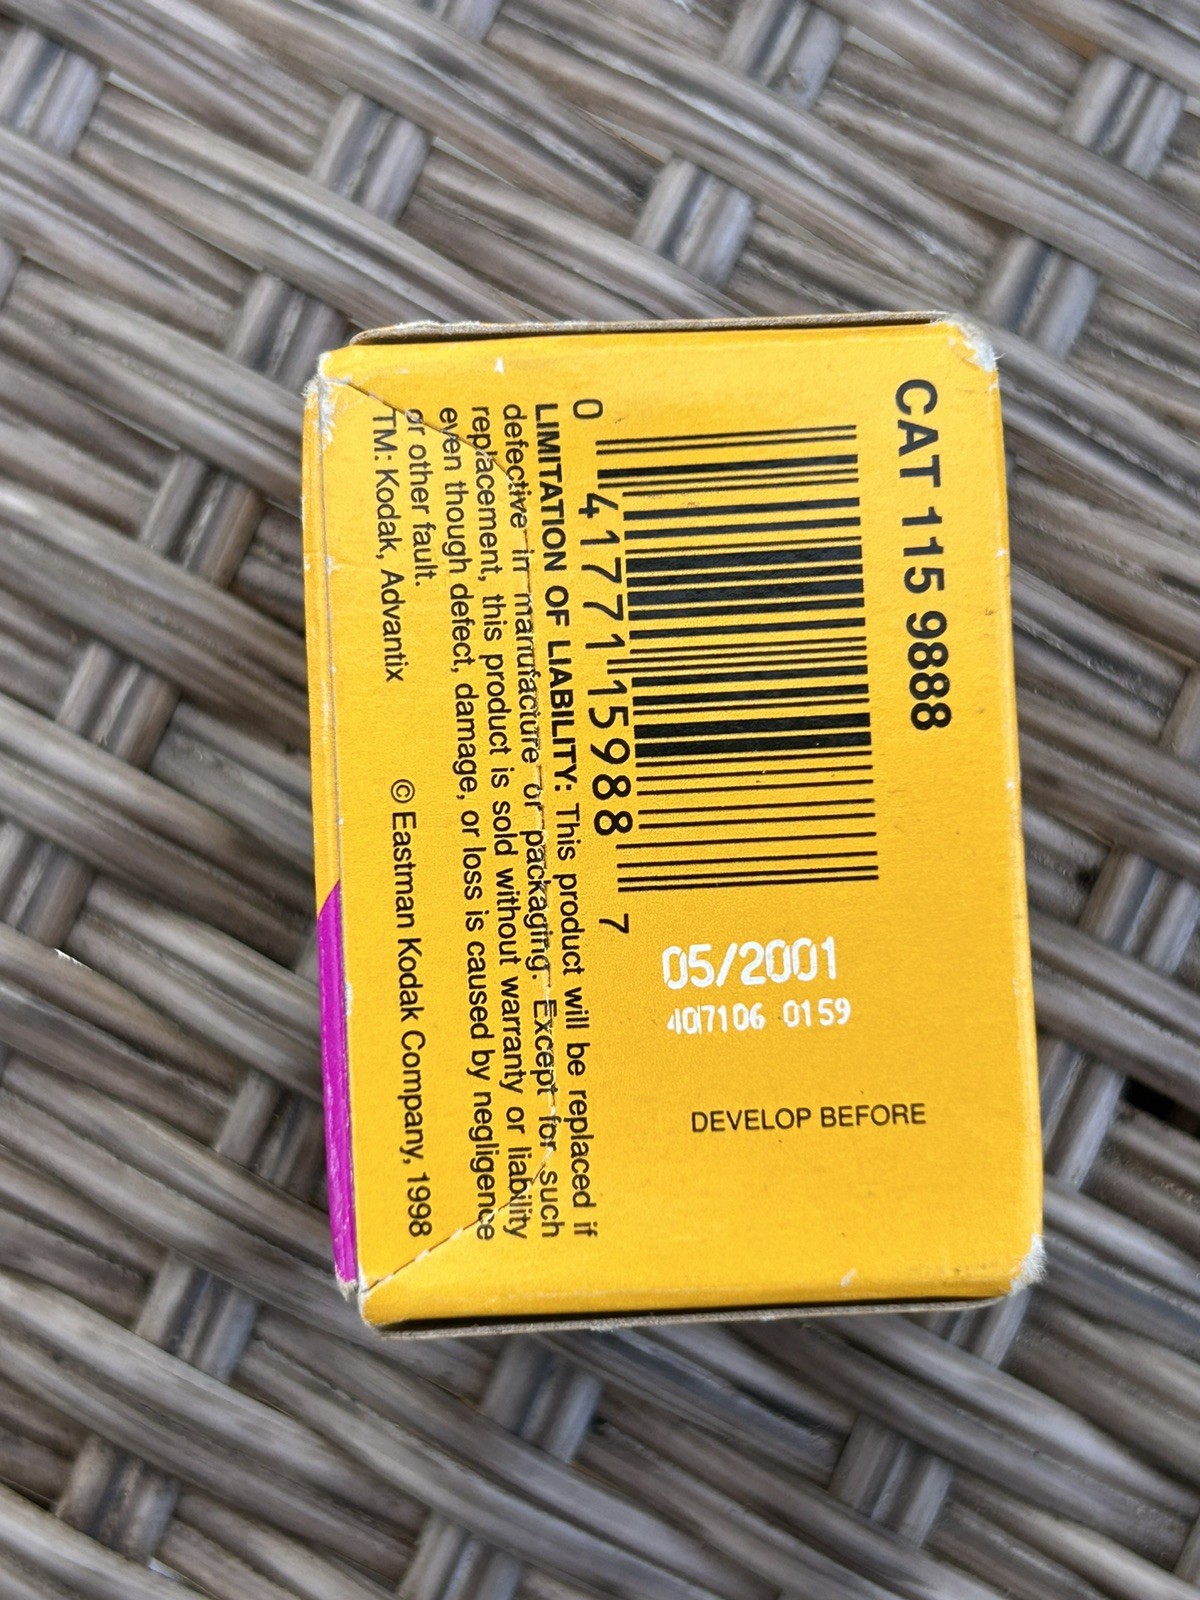 CAT 115 9888
0 41771 15988 7
05/2001
407106 0159
DEVELOP BEFORE
LIMITATION OF LIABILITY: This product will be replaced if
defective in manufacture or packaging. Except for such
replacement, this product is sold without warranty or liability
even though defect, damage, or loss is caused by negligence
or other fault.
TM: Kodak, Advantix © Eastman Kodak Company, 1998